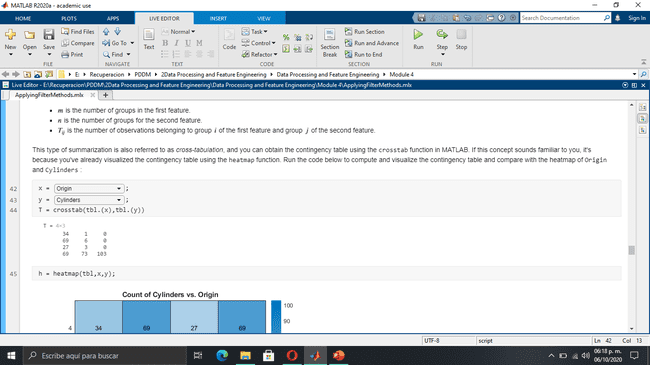 MATLAB R2020a - academic use
HOME PLOTS APPS LIVE EDITOR INSERT VIEW
Search Documentation
Sign In
New Open Save
Find Files
Compare
Print
Go To
Find
Text
Normal
B I U M
Code
Task
Control
Refactor
Section Break
Run Section
Run and Advance
Run to End
Run Step Stop
FILE NAVIGATE TEXT CODE SECTION RUN
E: Recuperacion PDDM 2Data Processing and Feature Engineering Data Processing and Feature Engineering Module 4
Live Editor - E:\Recuperacion\PDDM\2Data Processing and Feature Engineering\Data Processing and Feature Engineering\Module 4\ApplyingFilterMethods.mlx
ApplyingFilterMethods.mlx
• m is the number of groups in the first feature.
• n is the number of groups for the second feature.
• Tij is the number of observations belonging to group i of the first feature and group j of the second feature.
This type of summarization is also referred to as cross-tabulation, and you can obtain the contingency table using the crosstab function in MATLAB. If this concept sounds familiar to you, it's
because you've already visualized the contingency table using the heatmap function. Run the code below to compute and visualize the contingency table and compare with the heatmap of Origin
and Cylinders :
42 x = Origin ;
43 y = Cylinders ;
44 T = crosstab(tbl.(x),tbl.(y))
T = 4×3
34 1 0
69 6 0
27 3 0
69 73 103
45 h = heatmap(tbl,x,y);
Count of Cylinders vs. Origin
100
90
4 34 69 27 69
UTF-8 script Ln 42 Col 13
Escribe aquí para buscar
06:18 p. m.
06/10/2020